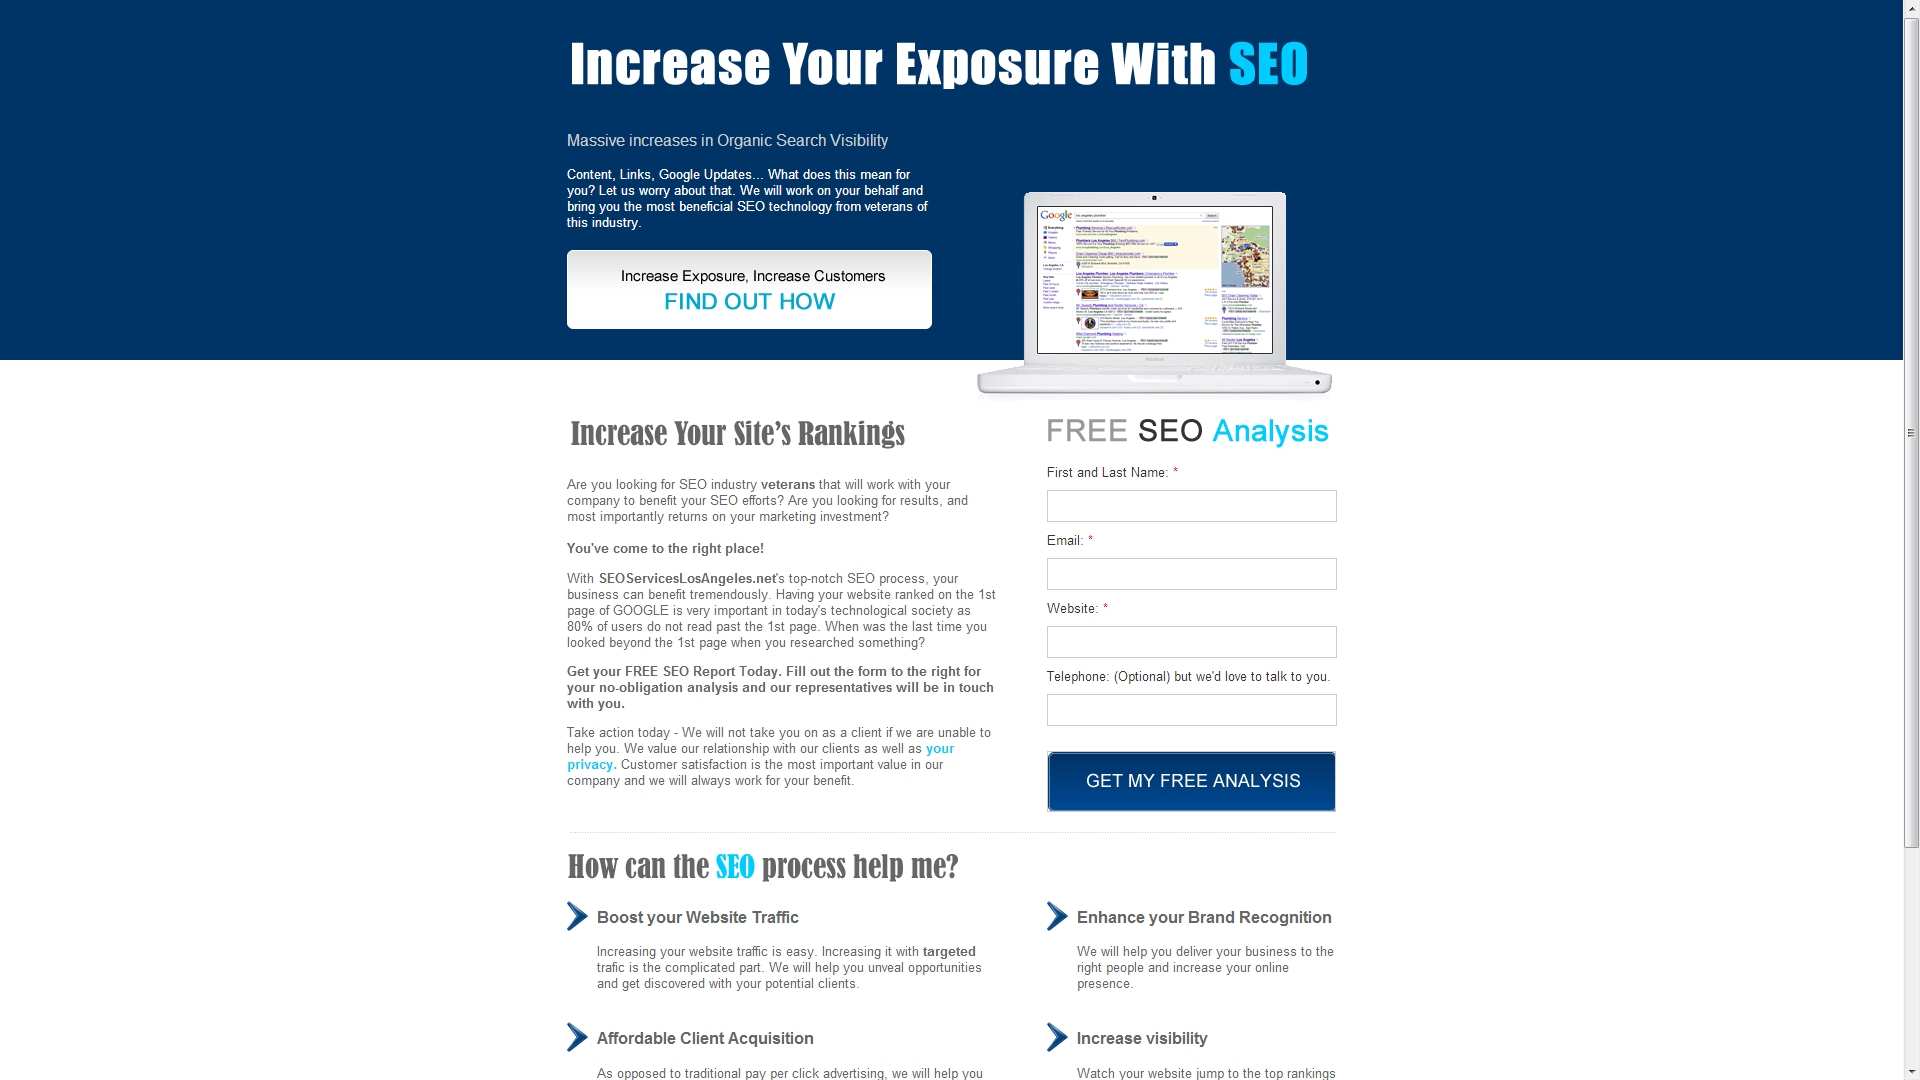 Increase Your Exposure With SEO
Massive increases in Organic Search Visibility
Content, Links, Google Updates... What does this mean for
you? Let us worry about that. We will work on your behalf and
bring you the most beneficial SEO technology from veterans of
this industry.
Increase Exposure, Increase Customers
FIND OUT HOW
Google
Increase Your Site's Rankings
Are you looking for SEO industry veterans that will work with your
company to benefit your SEO efforts? Are you looking for results, and
most importantly returns on your marketing investment?
You've come to the right place!
With SEOServicesLosAngeles.net's top-notch SEO process, your
business can benefit tremendously. Having your website ranked on the 1st
page of GOOGLE is very important in today's technological society as
80% of users do not read past the 1st page. When was the last time you
looked beyond the 1st page when you researched something?
Get your FREE SEO Report Today. Fill out the form to the right for
your no-obligation analysis and our representatives will be in touch
with you.
Take action today - We will not take you on as a client if we are unable to
help you. We value our relationship with our clients as well as your
privacy. Customer satisfaction is the most important value in our
company and we will always work for your benefit.
FREE SEO Analysis
First and Last Name: *
Email: *
Website: *
Telephone: (Optional) but we'd love to talk to you.
GET MY FREE ANALYSIS
How can the SEO process help me?
Boost your Website Traffic
Increasing your website traffic is easy. Increasing it with targeted
trafic is the complicated part. We will help you unveal opportunities
and get discovered with your potential clients.
Enhance your Brand Recognition
We will help you deliver your business to the
right people and increase your online
presence.
Affordable Client Acquisition
As opposed to traditional pay per click advertising, we will help you
Increase visibility
Watch your website jump to the top rankings